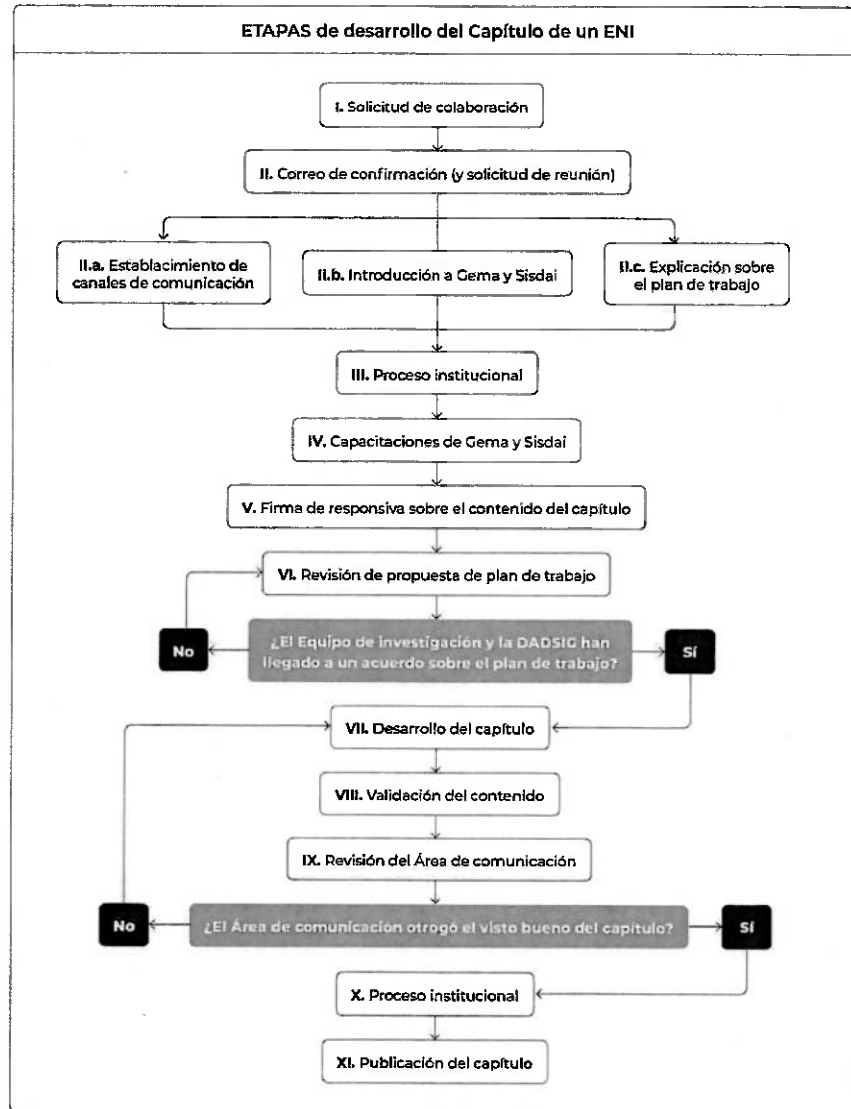 ETAPAS de desarrollo del Capítulo de un ENI
I. Solicitud de colaboración
II. Correo de confirmación (y solicitud de reunión)
II.a. Establacimiento de
canales de comunicación
II.b. Introducción a Gema y Sisdai
II.c. Explicación sobre
el plan de trabajo
III. Proceso institucional
IV. Capacitaciones de Gema y Sisdai
V. Firma de responsiva sobre el contenido del capítulo
VI. Revisión de propuesta de plan de trabajo
No
¿El Equipo de investigación y la DADSIG han
llegado a un acuerdo sobre el plan de trabajo?
Sí
VII. Desarrollo del capítulo
VIII. Validación del contenido
IX. Revisión del Área de comunicación
No
¿El Área de comunicación otrogó el visto bueno del capítulo?
Sí
X. Proceso institucional
XI. Publicación del capítulo